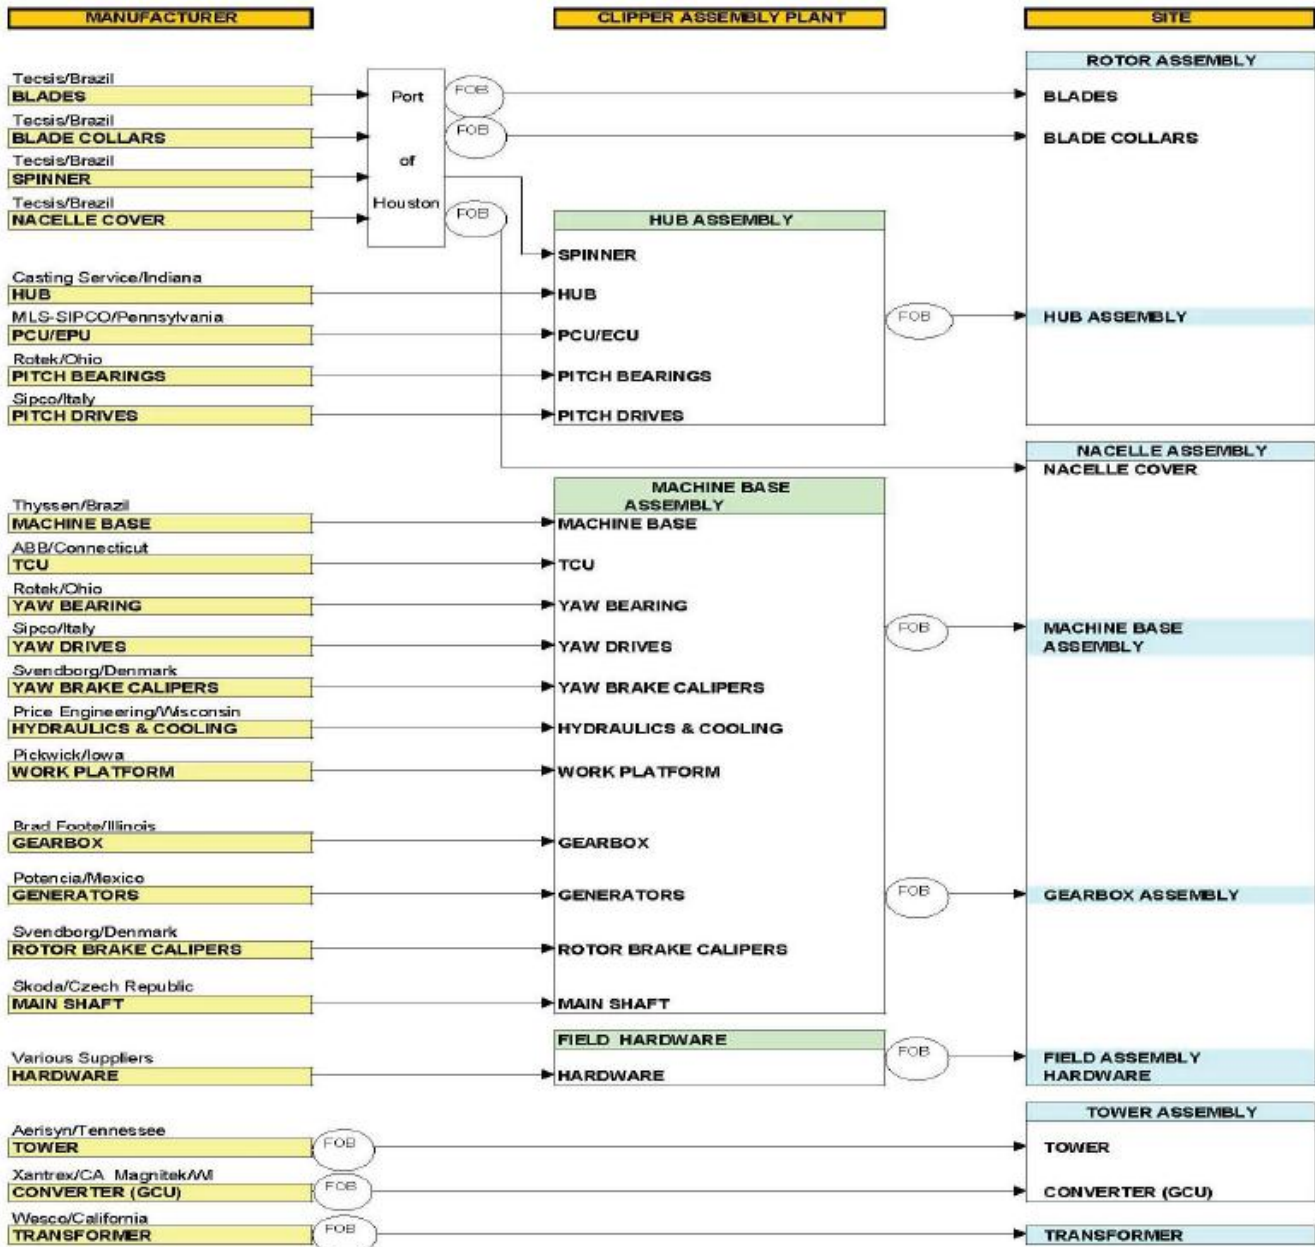 MANUFACTURER
CLIPPER ASSEMBLY PLANT
SITE
Tecsis/Brazil
BLADES
Tecsis/Brazil
BLADE COLLARS
Tecsis/Brazil
SPINNER
Tecsis/Brazil
NACELLE COVER
Port
of
Houston
FOB
FOB
FOB
ROTOR ASSEMBLY
BLADES
BLADE COLLARS
HUB ASSEMBLY
Casting Service/Indiana
HUB
MLS-SIPCO/Pennsylvania
PCU/EPU
Rotek/Ohio
PITCH BEARINGS
Sipco/Italy
PITCH DRIVES
HUB ASSEMBLY
SPINNER
HUB
PCU/ECU
PITCH BEARINGS
PITCH DRIVES
FOB
NACELLE ASSEMBLY
NACELLE COVER
Thyssen/Brazil
MACHINE BASE
ABB/Connecticut
TCU
Rotek/Ohio
YAW BEARING
Sipco/Italy
YAW DRIVES
Svendborg/Denmark
YAW BRAKE CALIPERS
Price Engineering/Wisconsin
HYDRAULICS & COOLING
Pickwick/Iowa
WORK PLATFORM
Brad Foote/Illinois
GEARBOX
Potencia/Mexico
GENERATORS
Svendborg/Denmark
ROTOR BRAKE CALIPERS
Skoda/Czech Republic
MAIN SHAFT
MACHINE BASE
ASSEMBLY
MACHINE BASE
TCU
YAW BEARING
YAW DRIVES
YAW BRAKE CALIPERS
HYDRAULICS & COOLING
WORK PLATFORM
GEARBOX
GENERATORS
ROTOR BRAKE CALIPERS
MAIN SHAFT
FOB
MACHINE BASE
ASSEMBLY
FOB
GEARBOX ASSEMBLY
Various Suppliers
HARDWARE
FIELD HARDWARE
HARDWARE
FOB
FIELD ASSEMBLY
HARDWARE
Aerisyn/Tennessee
TOWER
FOB
Xantrex/CA Magnitek/WI
CONVERTER (GCU)
FOB
Wesco/California
TRANSFORMER
FOB
TOWER ASSEMBLY
TOWER
CONVERTER (GCU)
TRANSFORMER